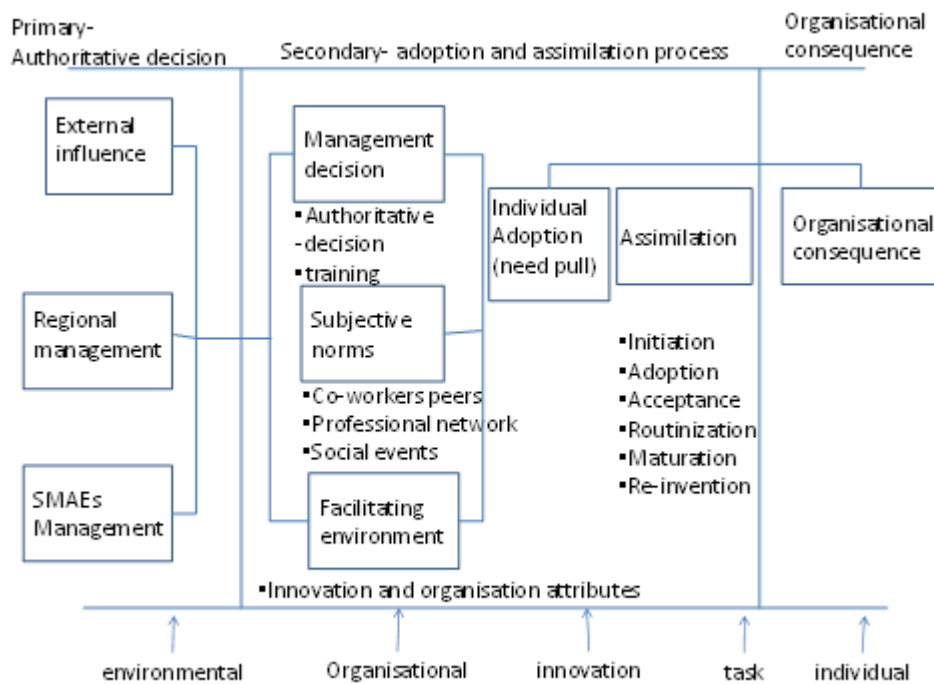 Primary-
Authoritative decision
Secondary- adoption and assimilation process
Organisational
consequence
External
influence
Regional
management
SMAEs
Management
Management
decision
▪Authoritative
-decision
▪training
Subjective
norms
▪Co-workers peers
▪Professional network
▪Social events
Facilitating
environment
▪Innovation and organisation attributes
Individual
Adoption
(need pull)
Assimilation
▪Initiation
▪Adoption
▪Acceptance
▪Routinization
▪Maturation
▪Re-invention
Organisational
consequence
environmental
Organisational
innovation
task
individual